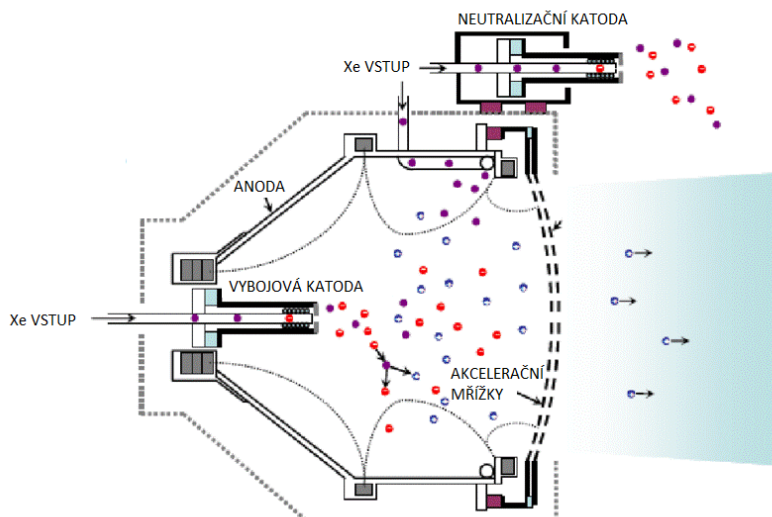 NEUTRALIZAČNÍ KATODA
Xe VSTUP
ANODA
VYBOJOVÁ KATODA
Xe VSTUP
AKCELERAČNÍ
MŘÍŽKY